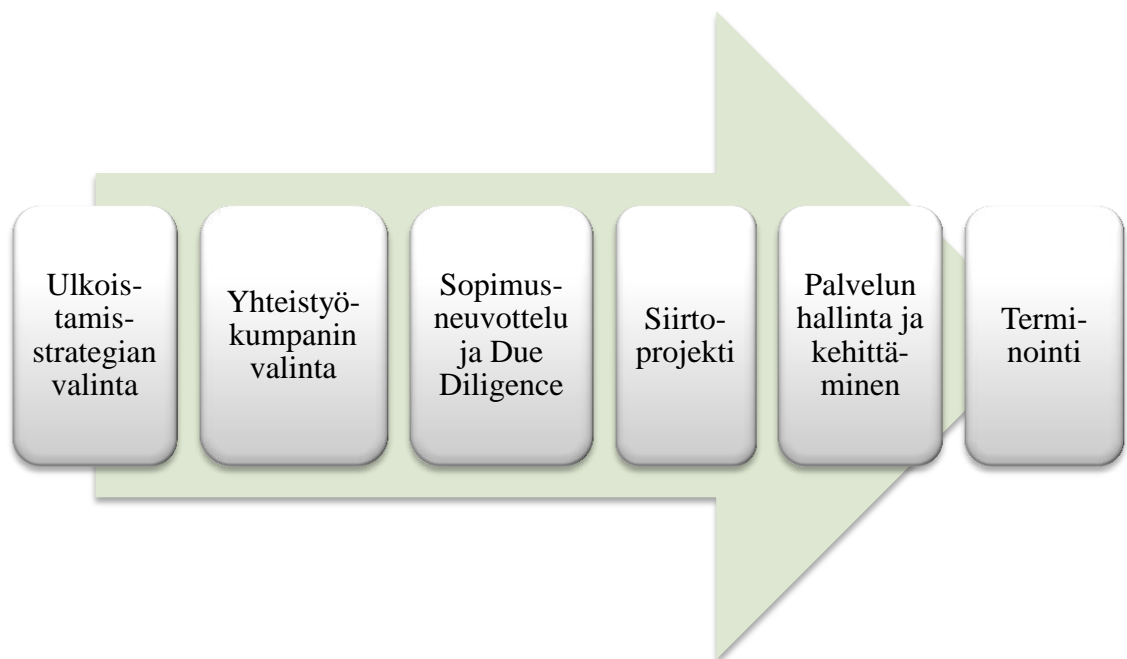 Ulkois-
tamis-
strategian
valinta
Yhteistyö-
kumpanin
valinta
Sopimus-
neuvottelu
ja Due
Diligence
Siirto-
projekti
Palvelun
hallinta ja
kehittä-
minen
Termi-
nointi